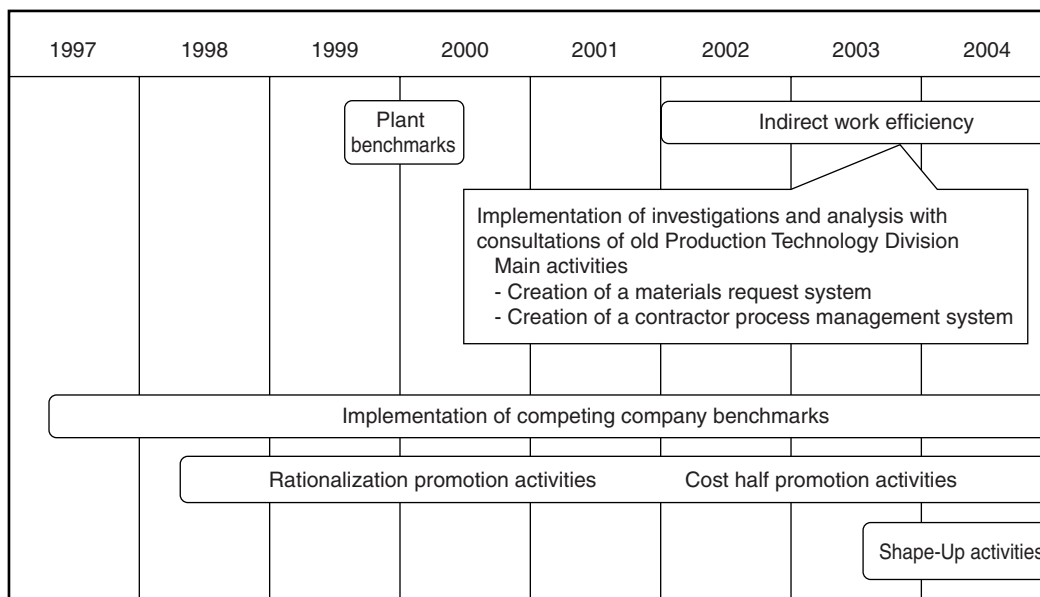 1997 1998 1999 2000 2001 2002 2003 2004
Plant
benchmarks
Indirect work efficiency
Implementation of investigations and analysis with
consultations of old Production Technology Division
Main activities
- Creation of a materials request system
- Creation of a contractor process management system
Implementation of competing company benchmarks
Rationalization promotion activities Cost half promotion activities
Shape-Up activities